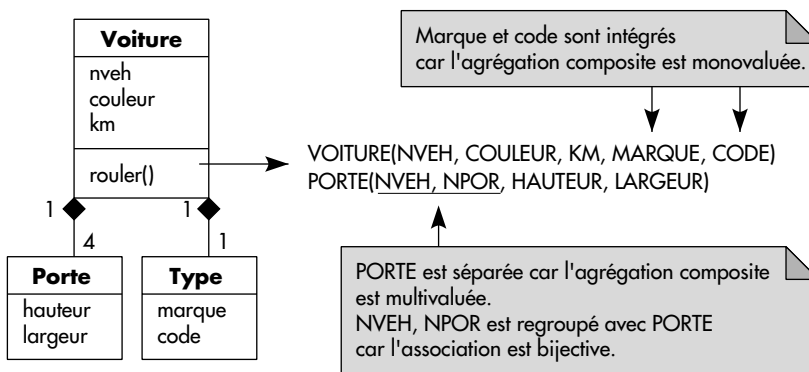 Voiture
nveh
couleur
km
rouler()
1
1
4
1
Porte
hauteur
largeur
Type
marque
code
Marque et code sont intégrés
car l'agrégation composite est monovaluée.
VOITURE(NVEH, COULEUR, KM, MARQUE, CODE)
PORTE(NVEH, NPOR, HAUTEUR, LARGEUR)
PORTE est séparée car l'agrégation composite
est multivaluée.
NVEH, NPOR est regroupé avec PORTE
car l'association est bijective.